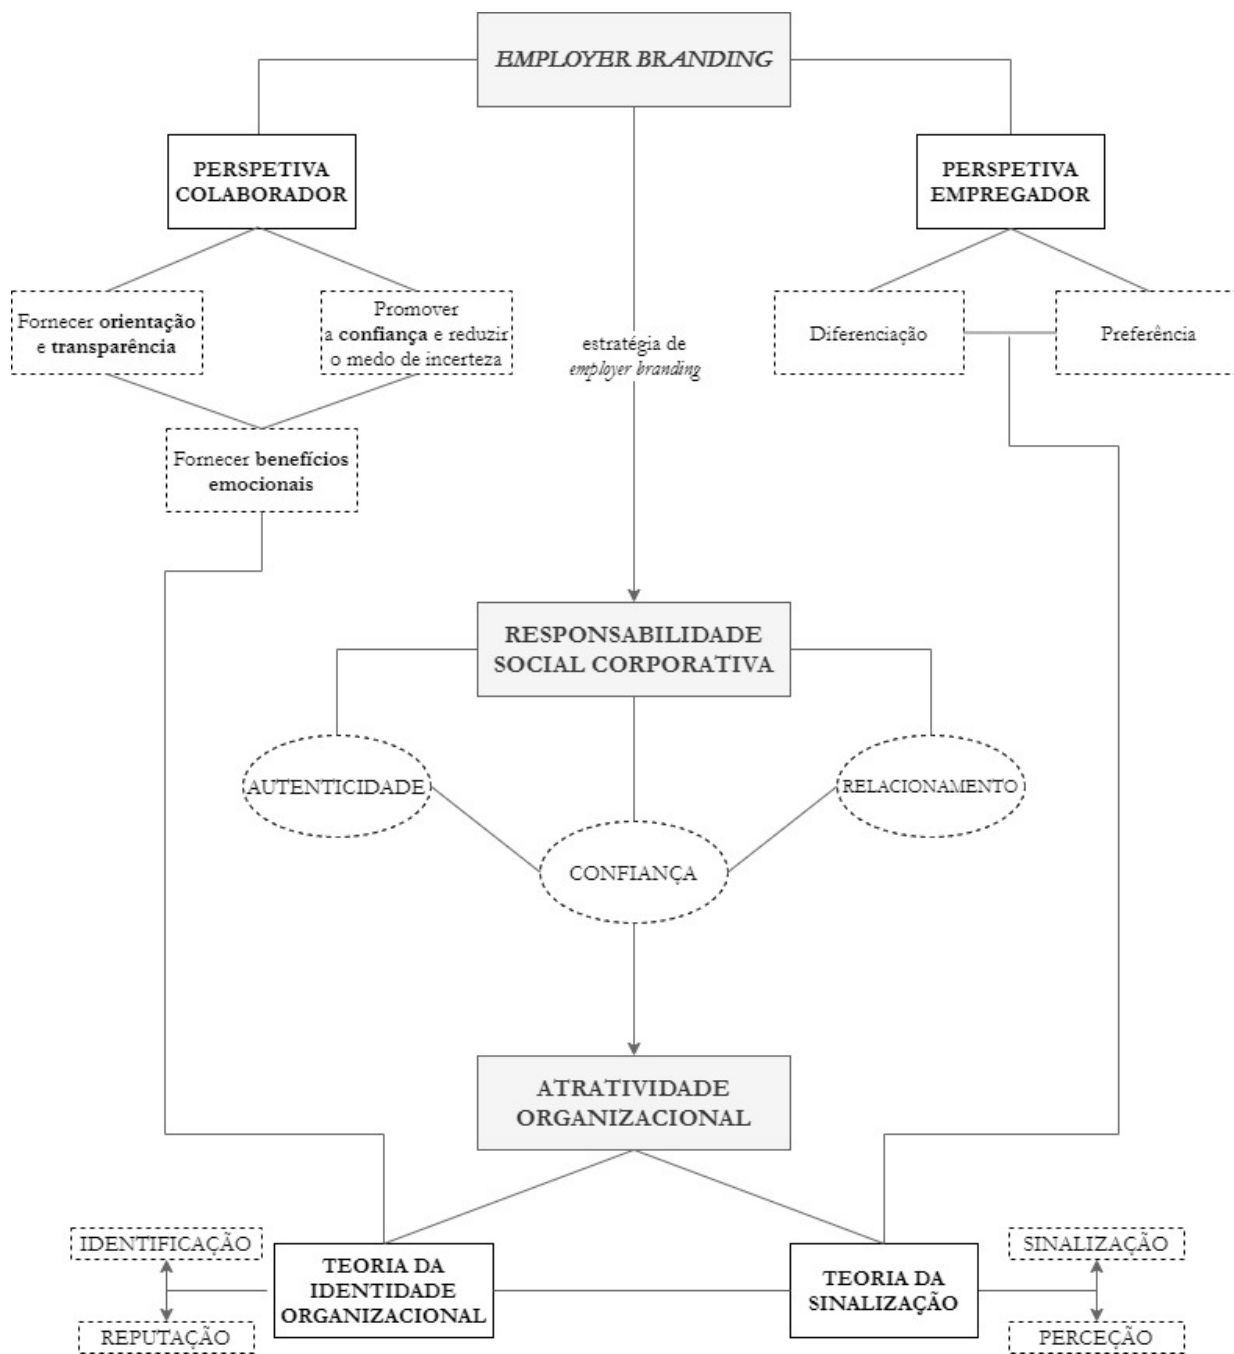 EMPLOYER BRANDING
PERSPETIVA
COLABORADOR
PERSPETIVA
EMPREGADOR
Fornecer orientação
e transparência
Promover
a confiança e reduzir
o medo de incerteza
estratégia de
employer branding
Diferenciação
Preferência
Fornecer benefícios
emocionais
RESPONSABILIDADE
SOCIAL CORPORATIVA
AUTENTICIDADE
RELACIONAMENTO
CONFIANÇA
ATRATIVIDADE
ORGANIZACIONAL
IDENTIFICAÇÃO
REPUTAÇÃO
TEORIA DA
IDENTIDADE
ORGANIZACIONAL
TEORIA DA
SINALIZAÇÃO
SINALIZAÇÃO
PERCEÇÃO